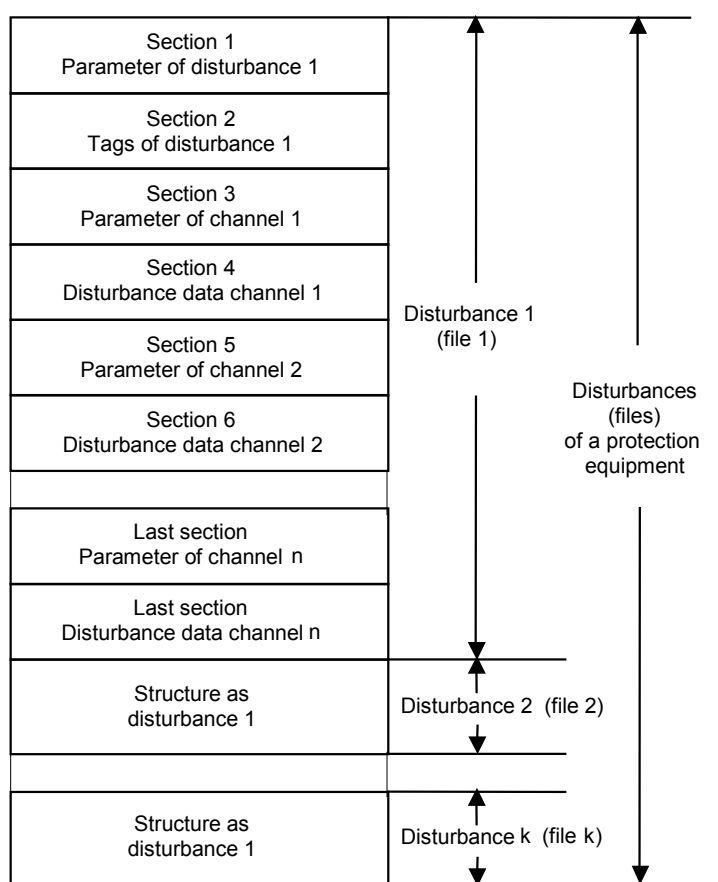 Section 1
Parameter of disturbance 1
Section 2
Tags of disturbance 1
Section 3
Parameter of channel 1
Section 4
Disturbance data channel 1
Section 5
Parameter of channel 2
Section 6
Disturbance data channel 2
Last section
Parameter of channel n
Last section
Disturbance data channel n
Structure as
disturbance 1
Structure as
disturbance 1
Disturbance 1
(file 1)
Disturbance 2 (file 2)
Disturbance k (file k)
Disturbances
(files)
of a protection
equipment